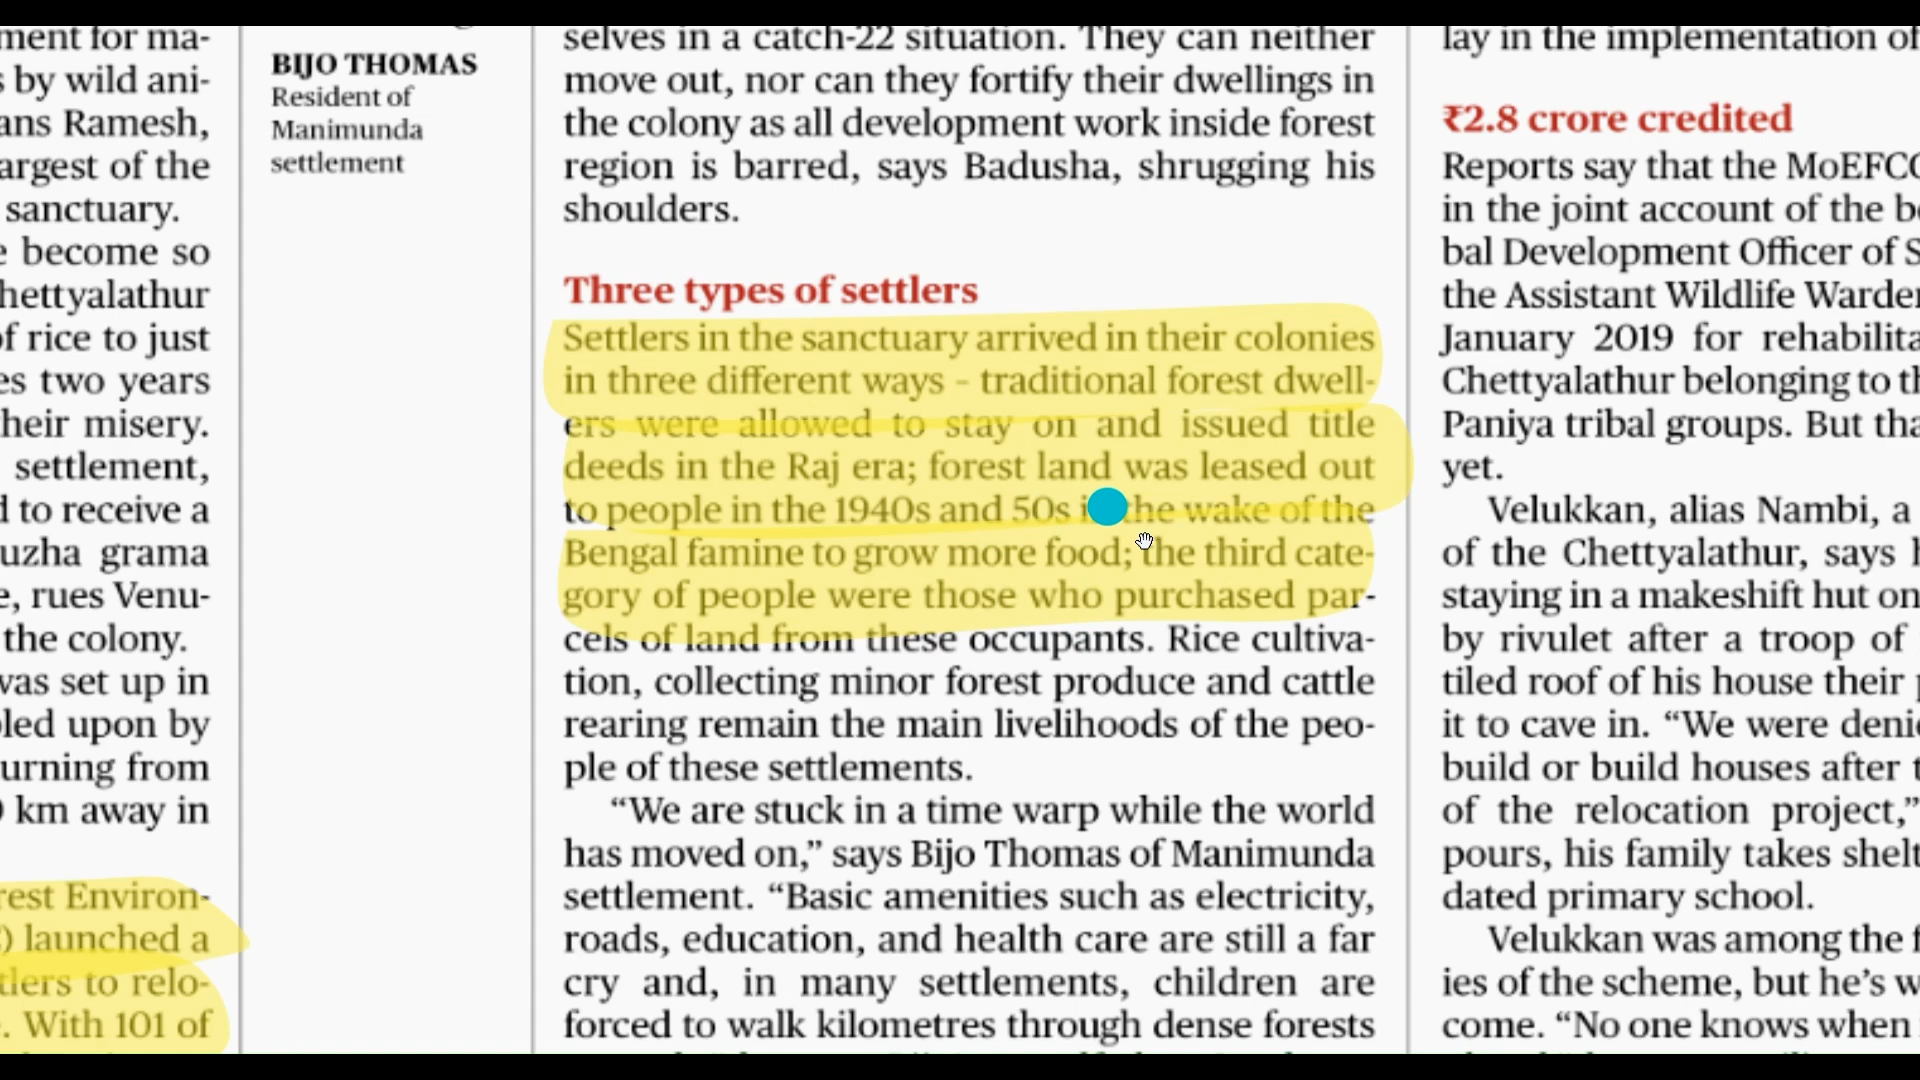 ment for ma-
s by wild ani-
ans Ramesh,
argest of the
sanctuary.
e become so
hettyalathur
of rice to just
es two years
heir misery.
settlement,
d to receive a
uzha grama
e, rues Venu-
the colony.
was set up in
bled upon by
urning from
0 km away in
rest Environ-
C) launched a
tlers to relo-
. With 101 of
BIJO THOMAS
Resident of
Manimunda
settlement
selves in a catch-22 situation. They can neither
move out, nor can they fortify their dwellings in
the colony as all development work inside forest
region is barred, says Badusha, shrugging his
shoulders.
Three types of settlers
Settlers in the sanctuary arrived in their colonies
in three different ways – traditional forest dwell-
ers were allowed to stay on and issued title
deeds in the Raj era; forest land was leased out
to people in the 1940s and 50s the wake of the
Bengal famine to grow more food; the third cate-
gory of people were those who purchased par-
cels of land from these occupants. Rice cultiva-
tion, collecting minor forest produce and cattle
rearing remain the main livelihoods of the peo-
ple of these settlements.
“We are stuck in a time warp while the world
has moved on,” says Bijo Thomas of Manimunda
settlement. “Basic amenities such as electricity,
roads, education, and health care are still a far
cry and, in many settlements, children are
forced to walk kilometres through dense forests
lay in the implementation of
₹2.8 crore credited
Reports say that the MoEFCC
in the joint account of the be
bal Development Officer of S
the Assistant Wildlife Warden
January 2019 for rehabilita
Chettyalathur belonging to th
Paniya tribal groups. But tha
yet.
Velukkan, alias Nambi, a
of the Chettyalathur, says h
staying in a makeshift hut on
by rivulet after a troop of
tiled roof of his house their p
it to cave in. “We were deni
build or build houses after t
of the relocation project,”
pours, his family takes shelt
dated primary school.
Velukkan was among the f
ies of the scheme, but he’s w
come. “No one knows when